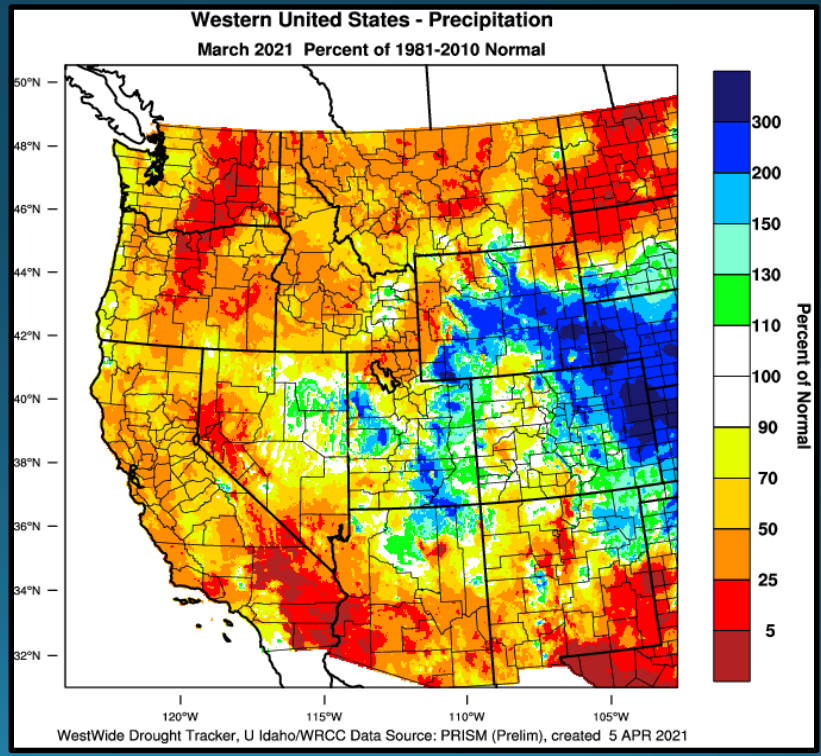 Western United States - Precipitation
March 2021 Percent of 1981-2010 Normal
50°N
48°N
46°N
44°N
42°N
40°N
38°N
36°N
34°N
32°N
120°W
115°W
110°W
105°W
300
200
150
130
110
100
90
70
50
25
5
Percent of Normal
WestWide Drought Tracker, U Idaho/WRCC Data Source: PRISM (Prelim), created 5 APR 2021